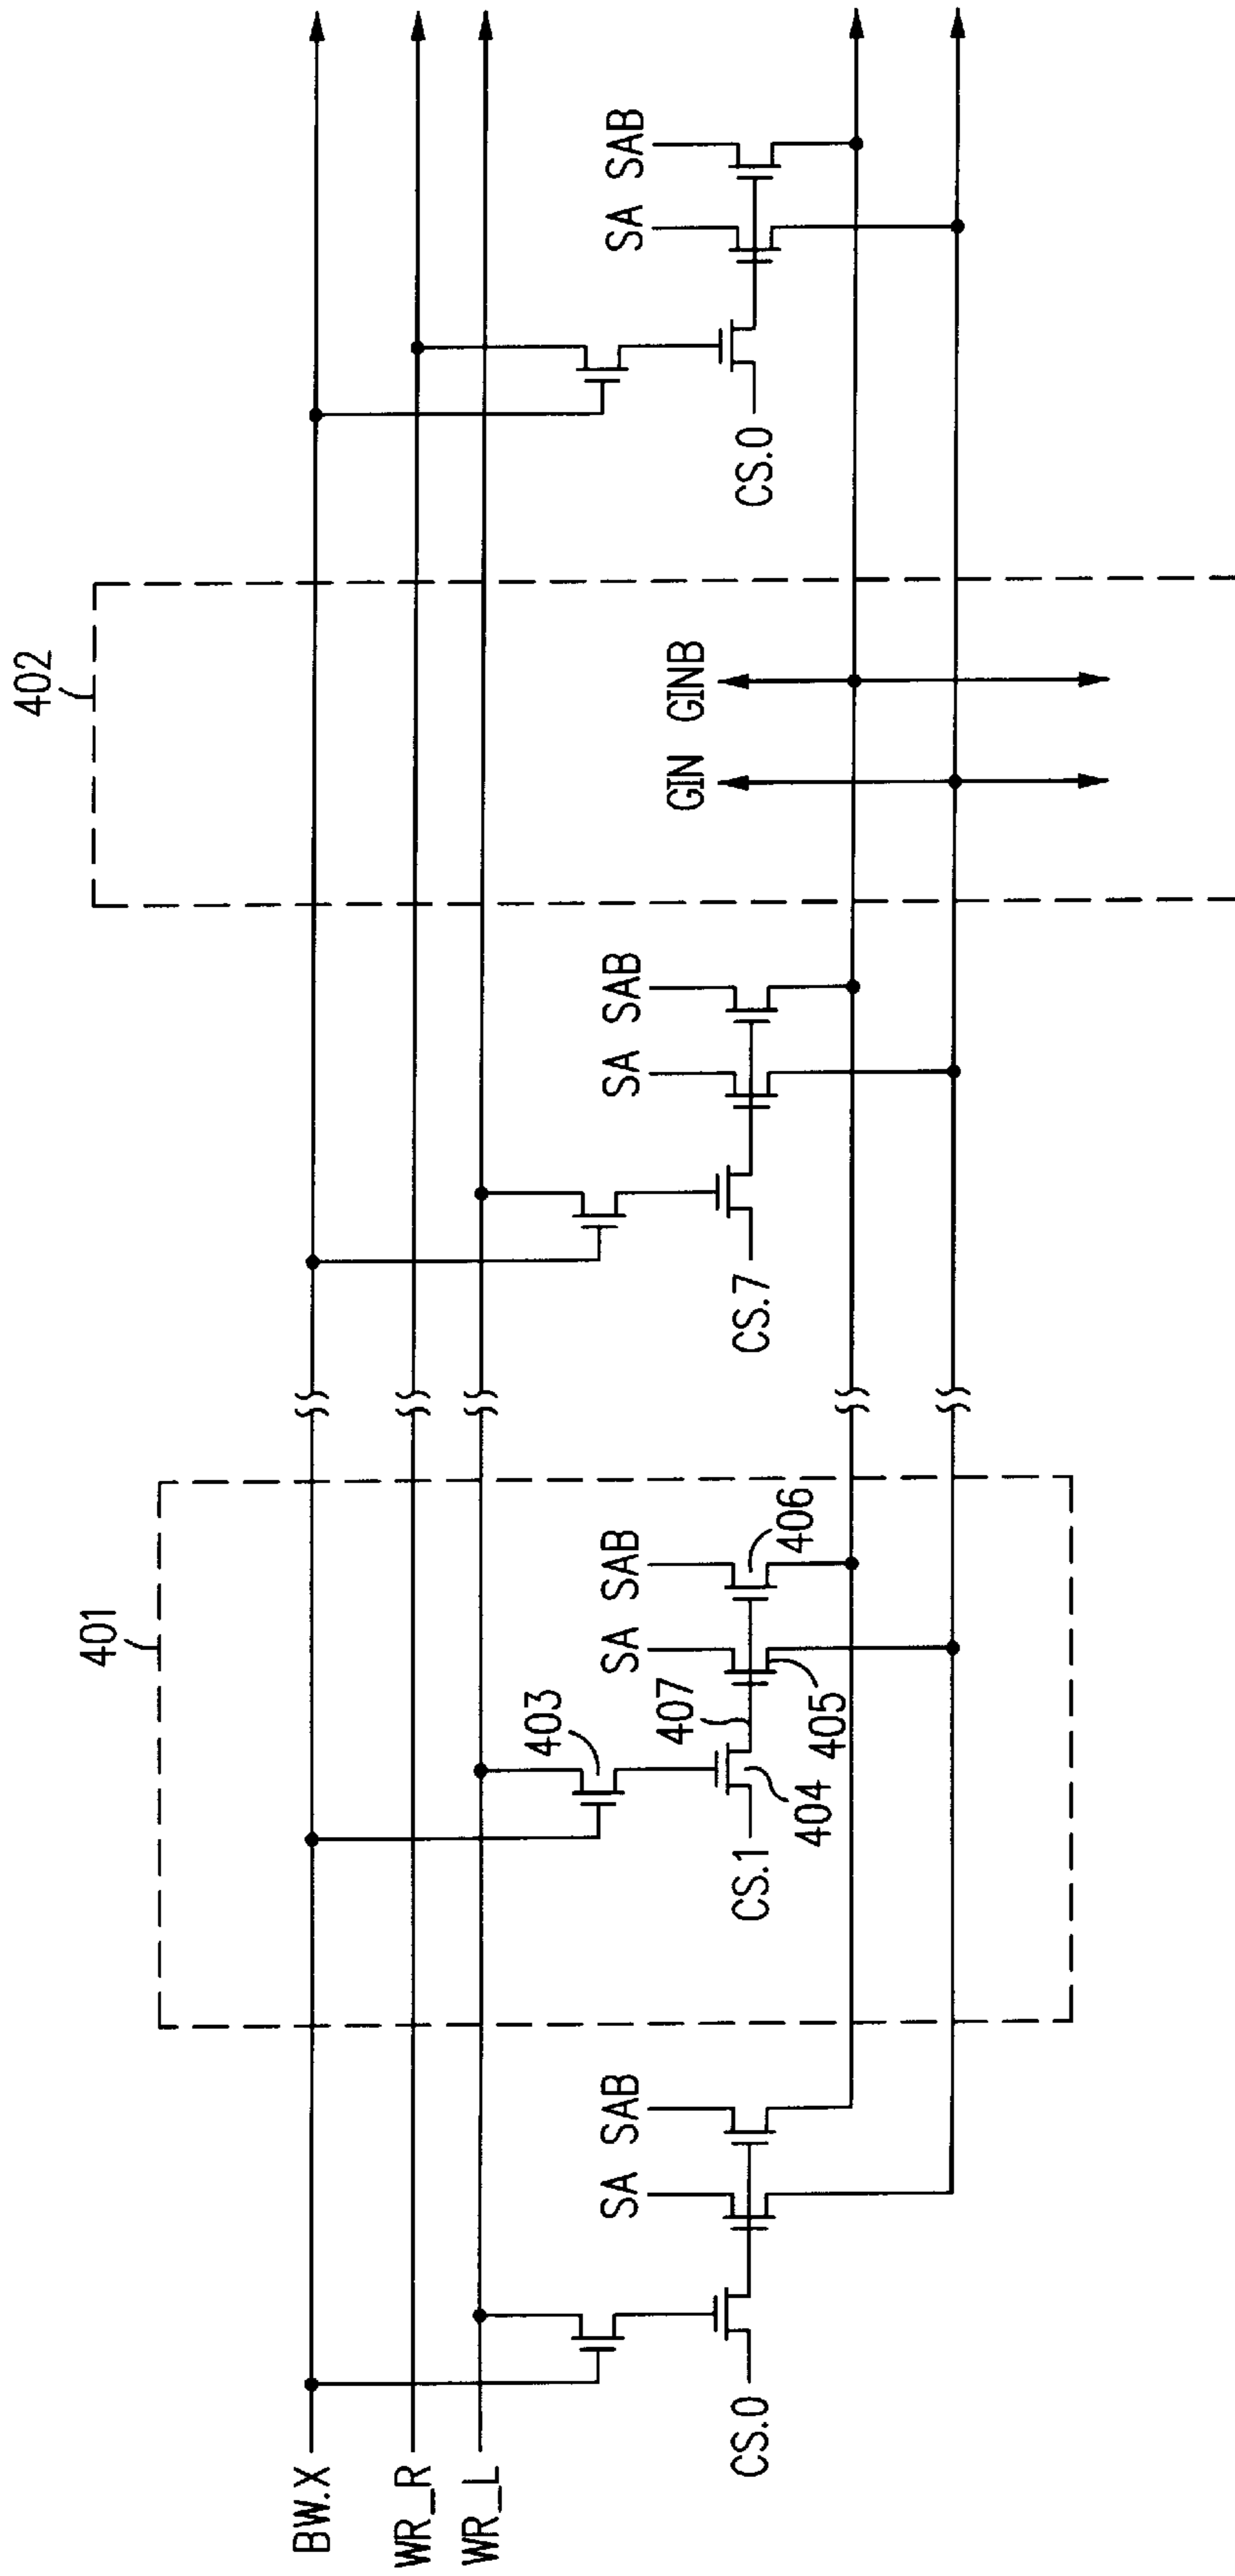 BW.X
WR_R
WR_L
CS.0
SA SAB
401
403
407
CS.1
404
405
SA SAB
406
CS.7
SA SAB
402
GIN GINB
CS.0
SA SAB